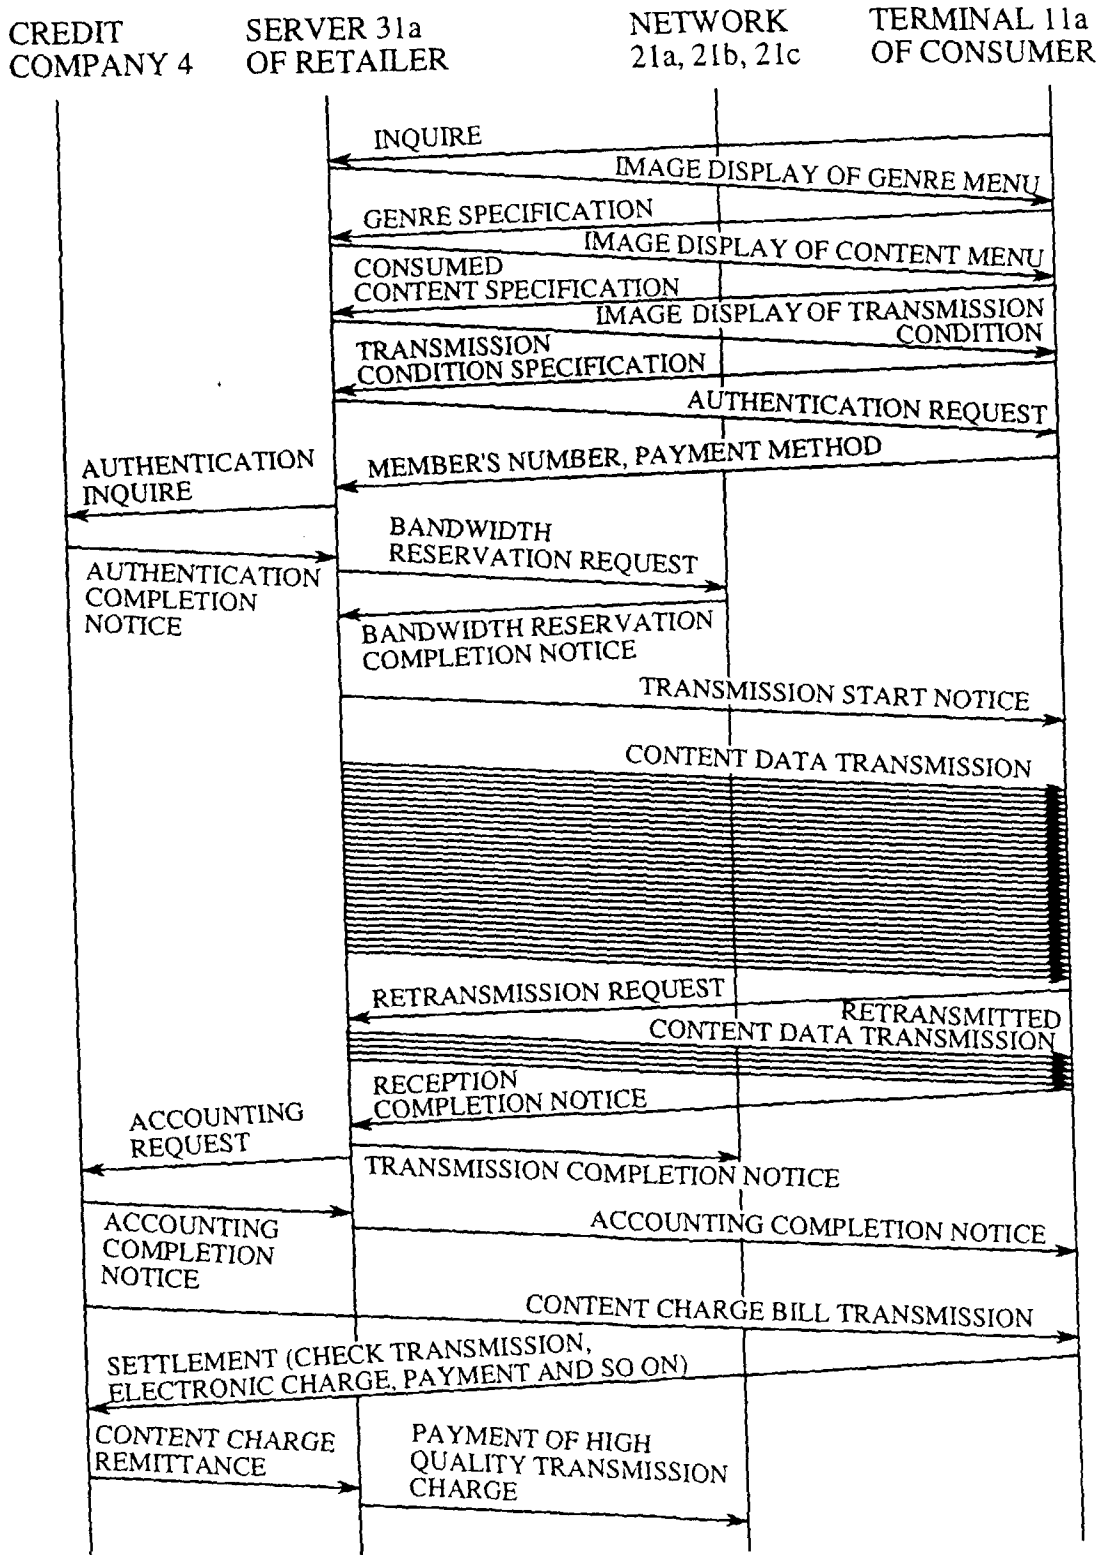 CREDIT
COMPANY 4
SERVER 31a
OF RETAILER
NETWORK
21a, 21b, 21c
TERMINAL 11a
OF CONSUMER
INQUIRE
IMAGE DISPLAY OF GENRE MENU
GENRE SPECIFICATION
IMAGE DISPLAY OF CONTENT MENU
CONSUMED
CONTENT SPECIFICATION
IMAGE DISPLAY OF TRANSMISSION
CONDITION
TRANSMISSION
CONDITION SPECIFICATION
AUTHENTICATION REQUEST
MEMBER'S NUMBER, PAYMENT METHOD
AUTHENTICATION
INQUIRE
BANDWIDTH
RESERVATION REQUEST
AUTHENTICATION
COMPLETION
NOTICE
BANDWIDTH RESERVATION
COMPLETION NOTICE
TRANSMISSION START NOTICE
CONTENT DATA TRANSMISSION
RETRANSMISSION REQUEST
RETRANSMITTED
CONTENT DATA TRANSMISSION
RECEPTION
COMPLETION NOTICE
ACCOUNTING
REQUEST
TRANSMISSION COMPLETION NOTICE
ACCOUNTING
COMPLETION
NOTICE
ACCOUNTING COMPLETION NOTICE
CONTENT CHARGE BILL TRANSMISSION
SETTLEMENT (CHECK TRANSMISSION,
ELECTRONIC CHARGE, PAYMENT AND SO ON)
CONTENT CHARGE
REMITTANCE
PAYMENT OF HIGH
QUALITY TRANSMISSION
CHARGE